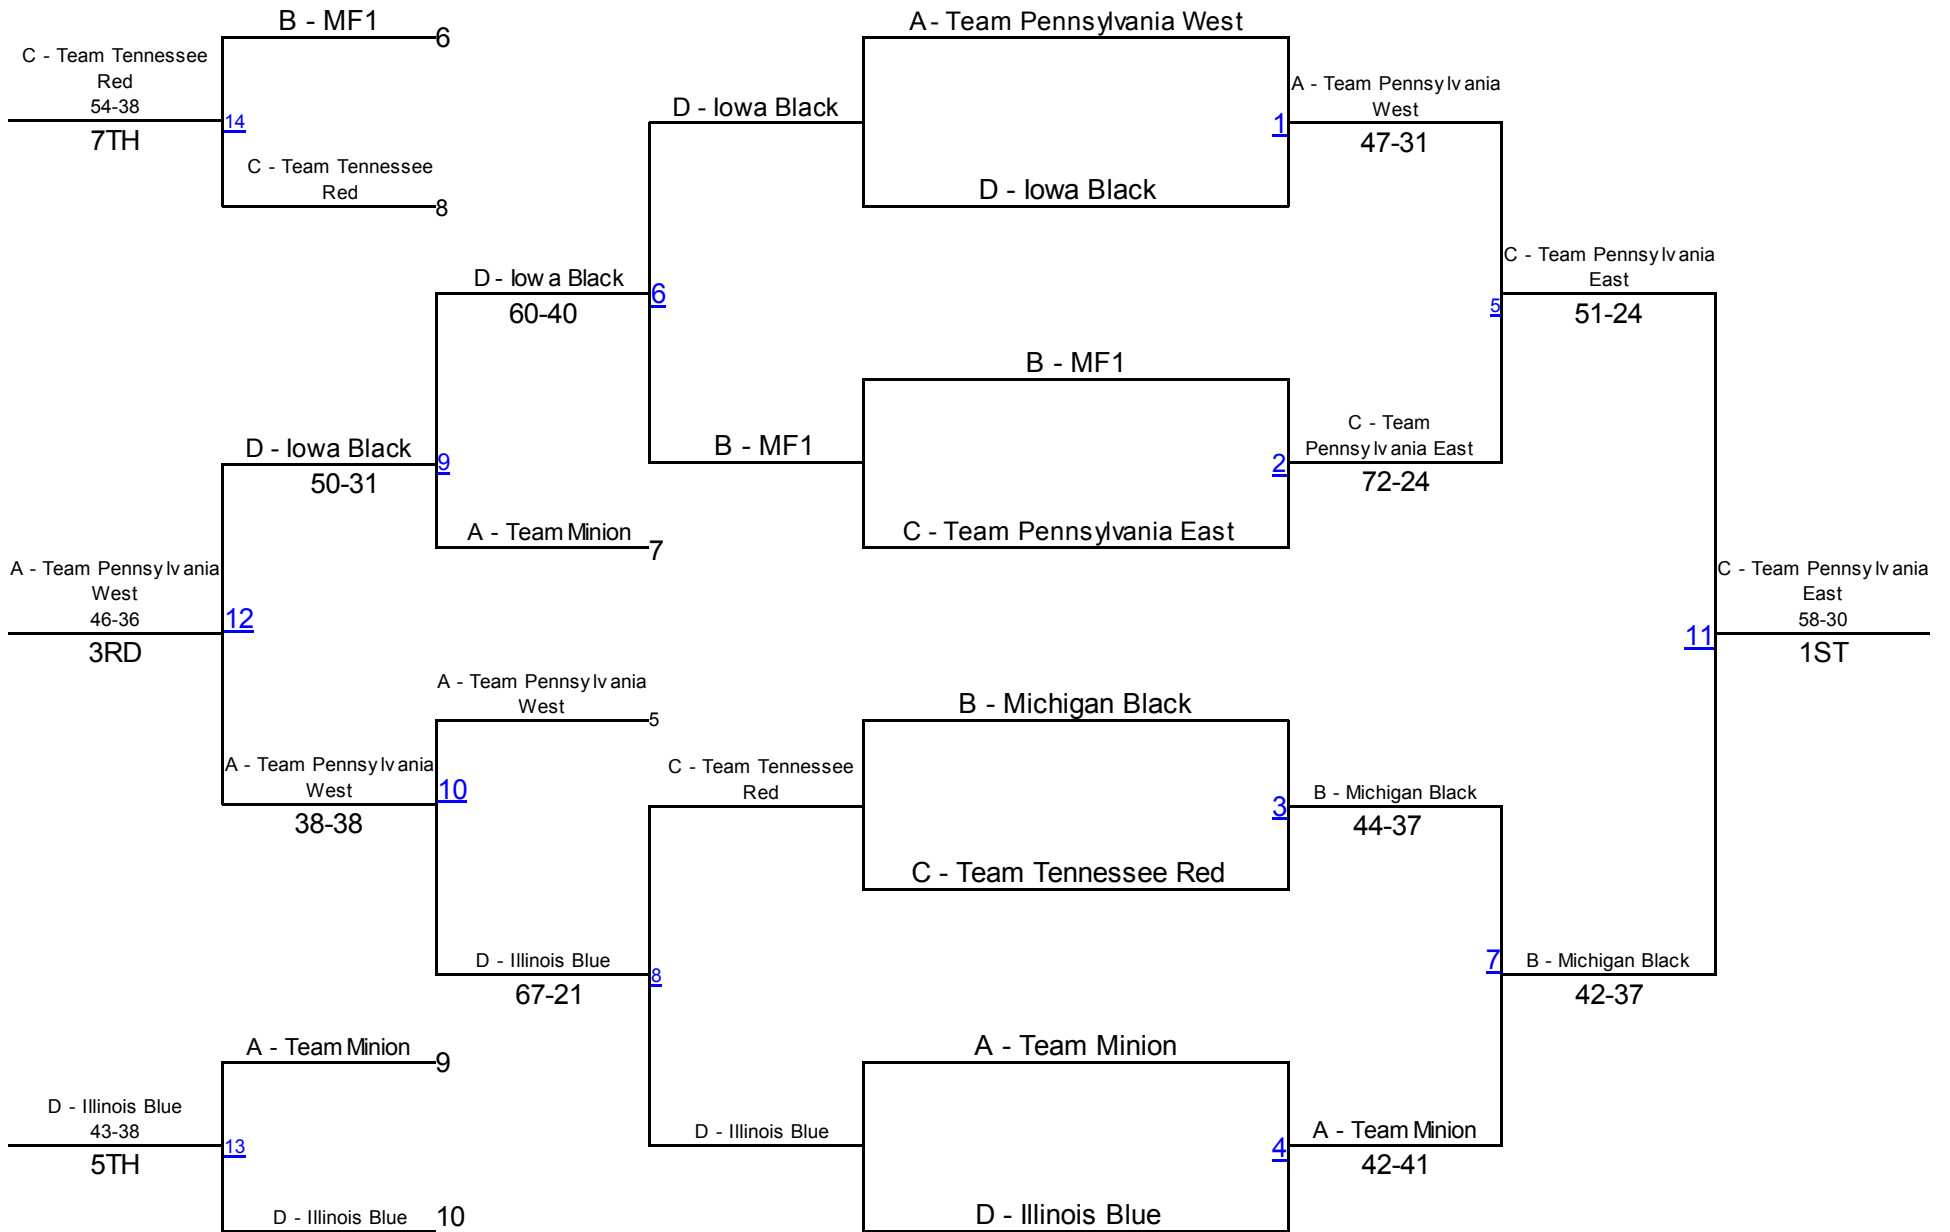 B - MF1
6
C - Team Tennessee
Red
54-38
7TH
14
C - Team Tennessee
Red
8
D - Iowa Black
60-40
D - Iowa Black
6
B - MF1
D - Iowa Black
50-31
9
A - Team Minion
7
A - Team Pennsylvania
West
46-36
3RD
12
A - Team Pennsylvania
West
5
A - Team Pennsylvania
West
38-38
10
C - Team Tennessee
Red
D - Illinois Blue
67-21
8
D - Illinois Blue
A - Team Minion
9
D - Illinois Blue
43-38
5TH
13
D - Illinois Blue
10
A - Team Pennsylvania West
1
D - Iowa Black
A - Team Pennsylvania
West
47-31
B - MF1
2
C - Team Pennsylvania East
C - Team
Pennsylvania East
72-24
5
C - Team Pennsylvania
East
51-24
B - Michigan Black
3
C - Team Tennessee Red
B - Michigan Black
44-37
A - Team Minion
4
D - Illinois Blue
A - Team Minion
42-41
7
B - Michigan Black
42-37
11
C - Team Pennsylvania
East
58-30
1ST